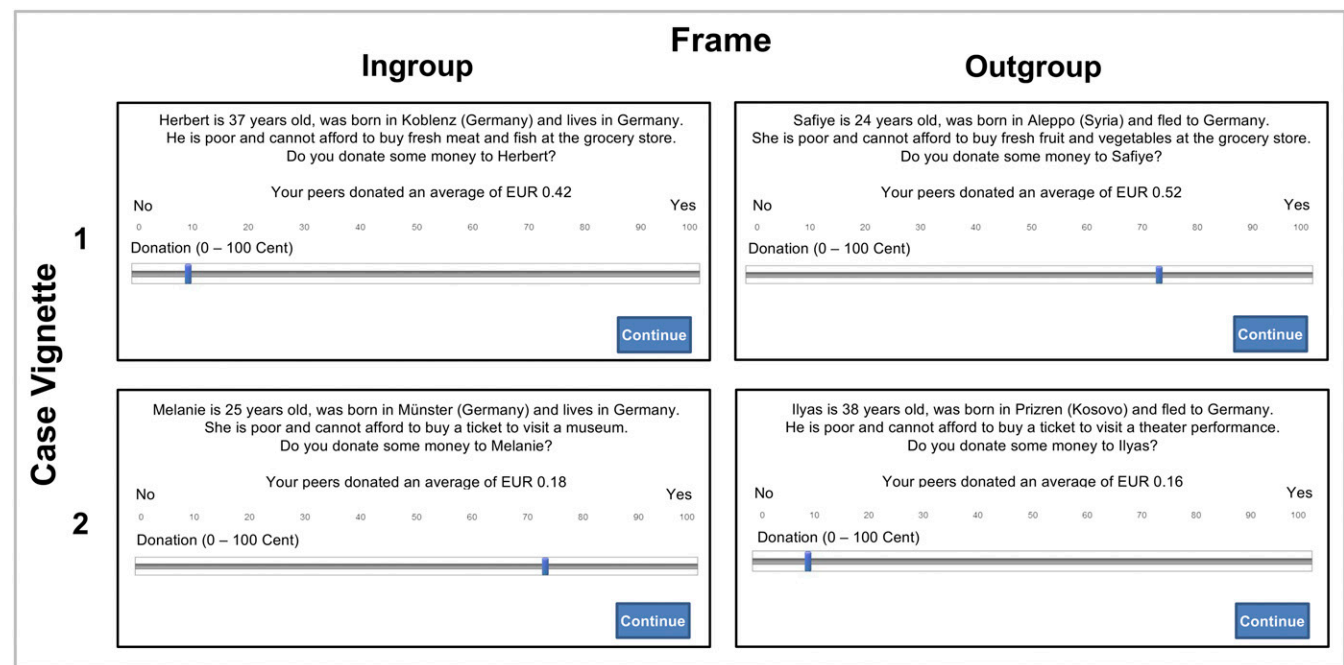 Frame
Ingroup
Outgroup
Case Vignette
1
Herbert is 37 years old, was born in Koblenz (Germany) and lives in Germany.
He is poor and cannot afford to buy fresh meat and fish at the grocery store.
Do you donate some money to Herbert?
Your peers donated an average of EUR 0.42
No Yes
0 10 20 30 40 50 60 70 80 90 100
Donation (0 – 100 Cent)
Continue
Safiye is 24 years old, was born in Aleppo (Syria) and fled to Germany.
She is poor and cannot afford to buy fresh fruit and vegetables at the grocery store.
Do you donate some money to Safiye?
Your peers donated an average of EUR 0.52
No Yes
0 10 20 30 40 50 60 70 80 90 100
Donation (0 – 100 Cent)
Continue
2
Melanie is 25 years old, was born in Münster (Germany) and lives in Germany.
She is poor and cannot afford to buy a ticket to visit a museum.
Do you donate some money to Melanie?
Your peers donated an average of EUR 0.18
No Yes
0 10 20 30 40 50 60 70 80 90 100
Donation (0 – 100 Cent)
Continue
Ilyas is 38 years old, was born in Prizren (Kosovo) and fled to Germany.
He is poor and cannot afford to buy a ticket to visit a theater performance.
Do you donate some money to Ilyas?
Your peers donated an average of EUR 0.16
No Yes
0 10 20 30 40 50 60 70 80 90 100
Donation (0 – 100 Cent)
Continue